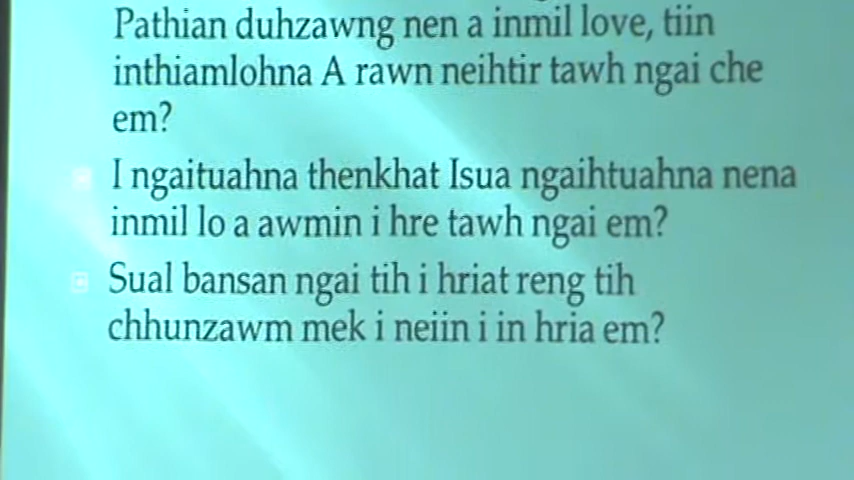 Pathian duhzawng nen a inmil love, tiin
inthiamlohna A rawn neihtir tawh ngai che
em?
I ngaituahna thenkhat Isua ngaihtuahna nena
inmil lo a awmin i hre tawh ngai em?
Sual bansan ngai tih i hriat reng tih
chhunzawm mek i neiin i in hria em?